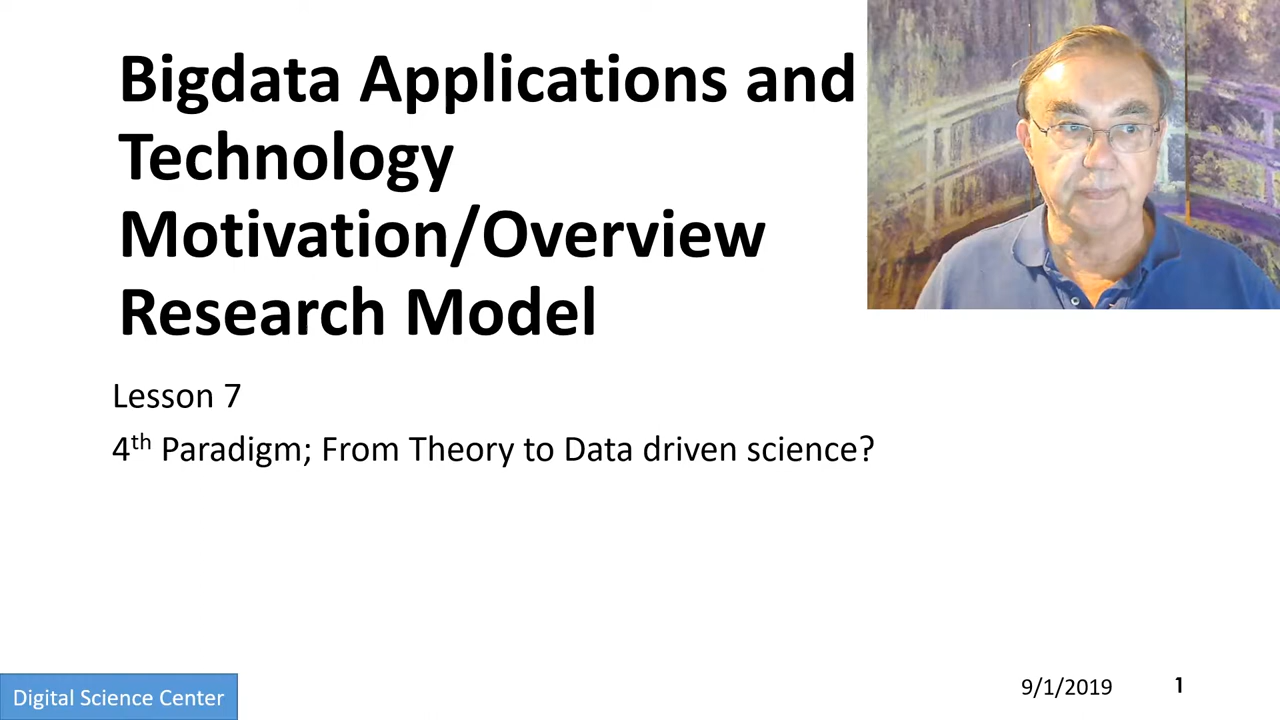 Bigdata Applications and
Technology
Motivation/Overview
Research Model
Lesson 7
4th Paradigm; From Theory to Data driven science?
Digital Science Center
9/1/2019
1